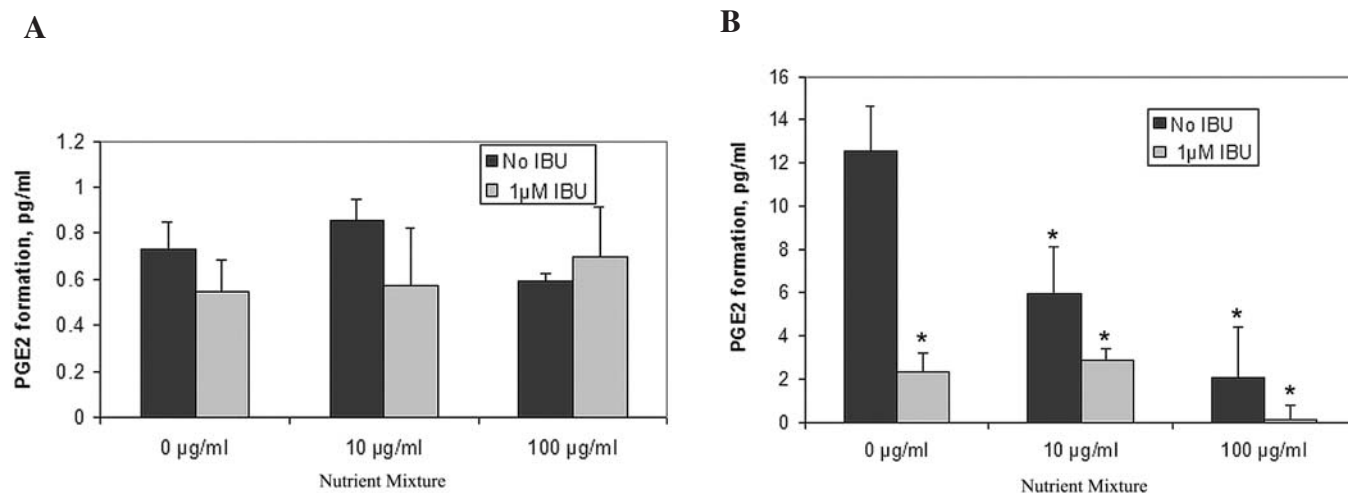 A
1.2
1
0.8
0.6
0.4
0.2
0
PGE2 formation, pg/ml
No IBU
1µM IBU
0 µg/ml
10 µg/ml
100 µg/ml
Nutrient Mixture
B
16
14
12
10
8
6
4
2
0
PGE2 formation, pg/ml
No IBU
1µM IBU
*
*
*
*
*
0 µg/ml
10 µg/ml
100 µg/ml
Nutrient Mixture